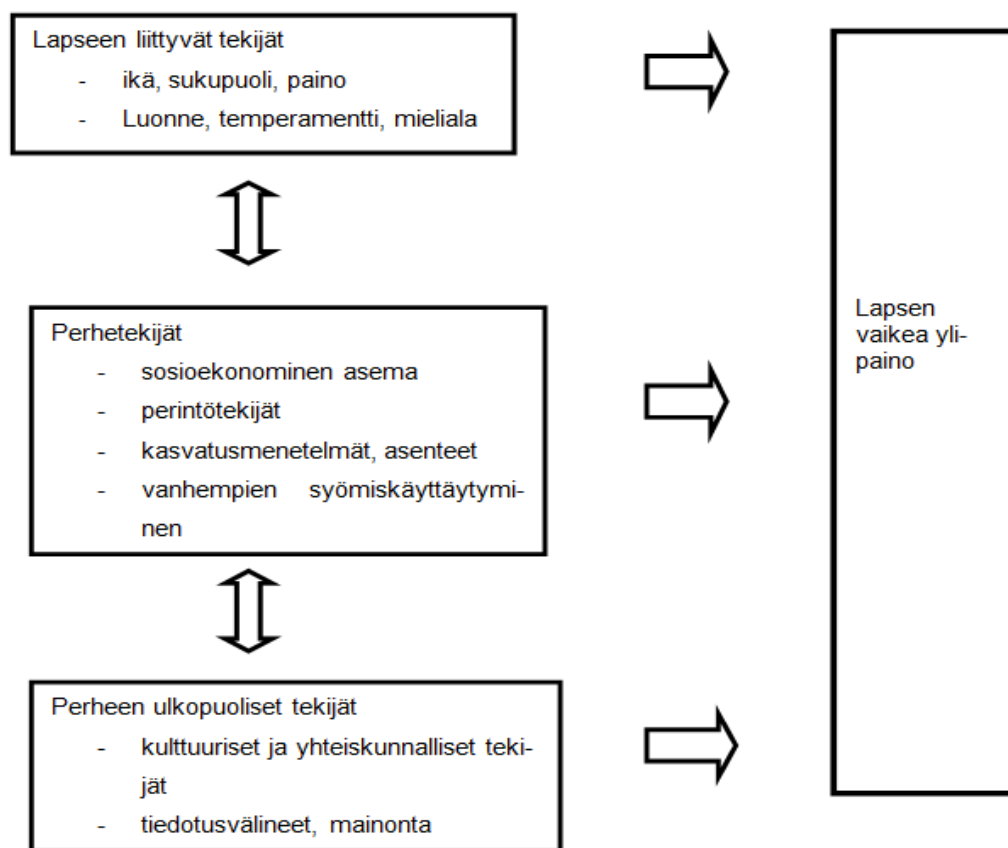 Lapseen liittyvät tekijät
- ikä, sukupuoli, paino
- Luonne, temperamentti, mieliala
Perhetekijät
- sosioekonominen asema
- perintötekijät
- kasvatusmenetelmät, asenteet
- vanhempien syömiskäyttäytymi-
nen
Perheen ulkopuoliset tekijät
- kulttuuriset ja yhteiskunnalliset teki-
jät
- tiedotusvälineet, mainonta
Lapsen
vaikea yli-
paino